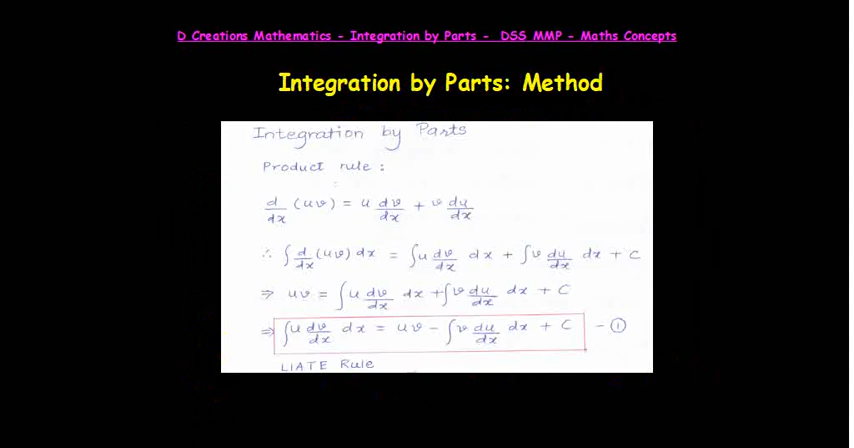 D Creations Mathematics - Integration by Parts - DSS MMP - Maths Concepts
Integration by Parts: Method
Integration by Parts
Product rule :
d/dx (uv) = u dv/dx + v du/dx
∴ ∫ d/dx (uv) dx = ∫ u dv/dx dx + ∫ v du/dx dx + C
⇒ uv = ∫ u dv/dx dx + ∫ v du/dx dx + C
⇒ ∫ u dv/dx dx = uv - ∫ v du/dx dx + C - ①
LIATE Rule